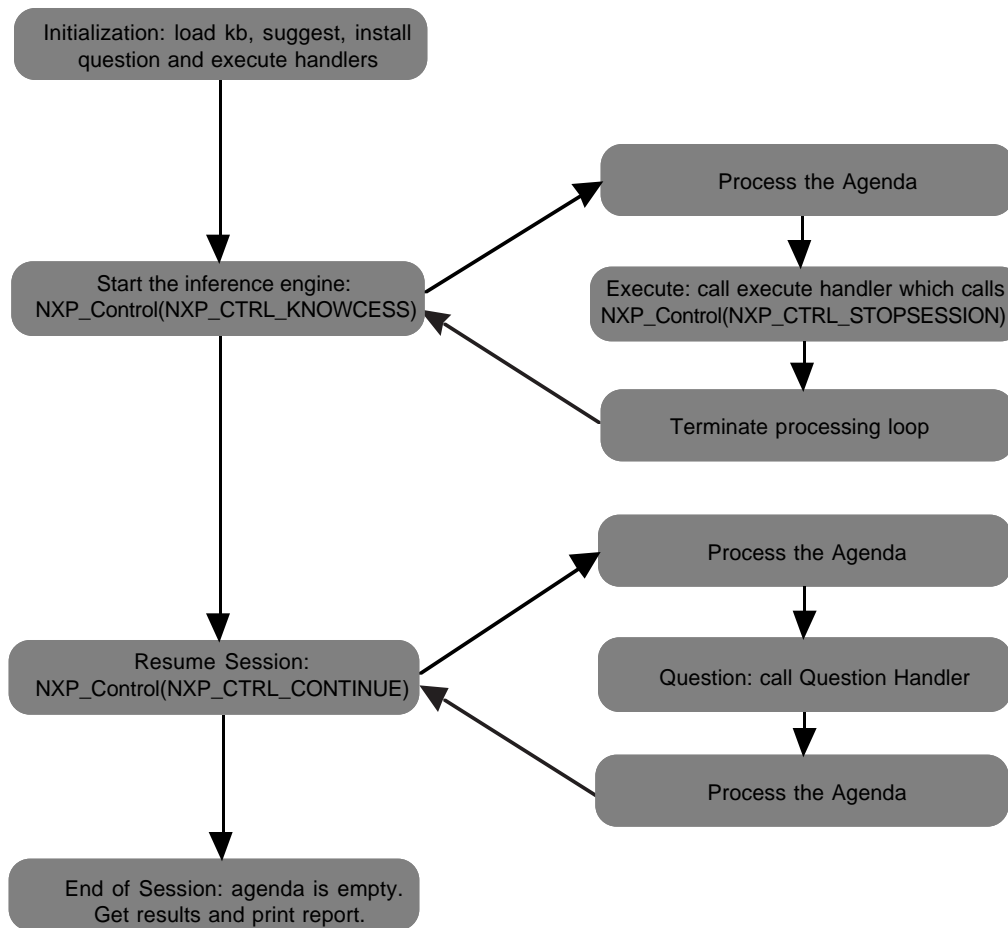 Initialization: load kb, suggest, install
question and execute handlers
Process the Agenda
Start the inference engine:
NXP_Control(NXP_CTRL_KNOWCESS)
Execute: call execute handler which calls
NXP_Control(NXP_CTRL_STOPSESSION)
Terminate processing loop
Process the Agenda
Resume Session:
NXP_Control(NXP_CTRL_CONTINUE)
Question: call Question Handler
Process the Agenda
End of Session: agenda is empty.
Get results and print report.